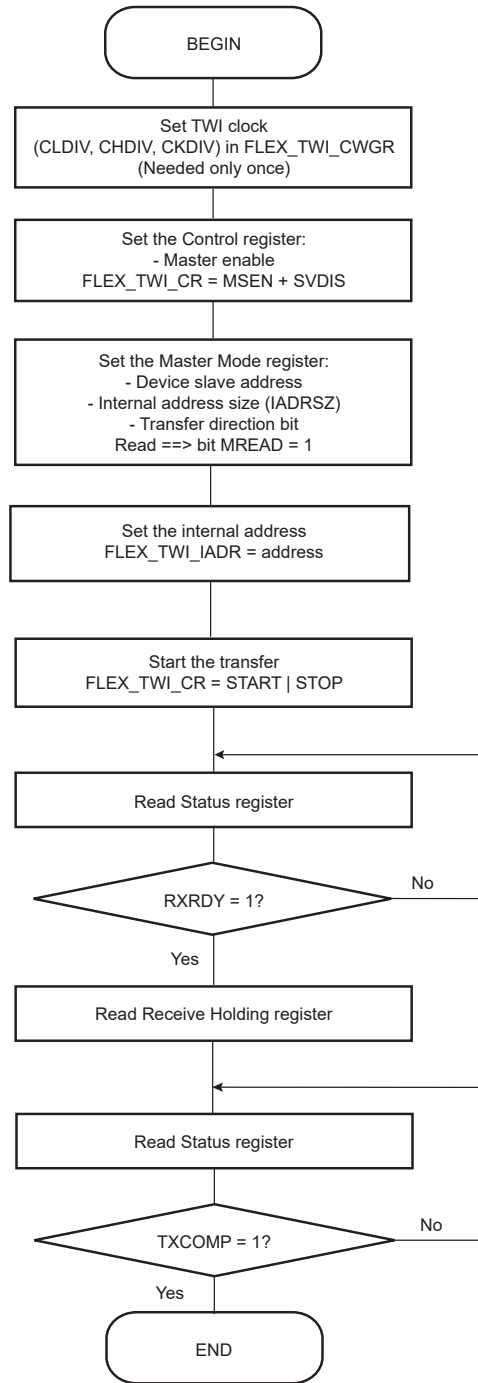 BEGIN
Set TWI clock
(CLDIV, CHDIV, CKDIV) in FLEX_TWI_CWGR
(Needed only once)
Set the Control register:
- Master enable
FLEX_TWI_CR = MSEN + SVDIS
Set the Master Mode register:
- Device slave address
- Internal address size (IADRSZ)
- Transfer direction bit
Read ==> bit MREAD = 1
Set the internal address
FLEX_TWI_IADR = address
Start the transfer
FLEX_TWI_CR = START | STOP
Read Status register
RXRDY = 1?
No
Yes
Read Receive Holding register
Read Status register
TXCOMP = 1?
No
Yes
END